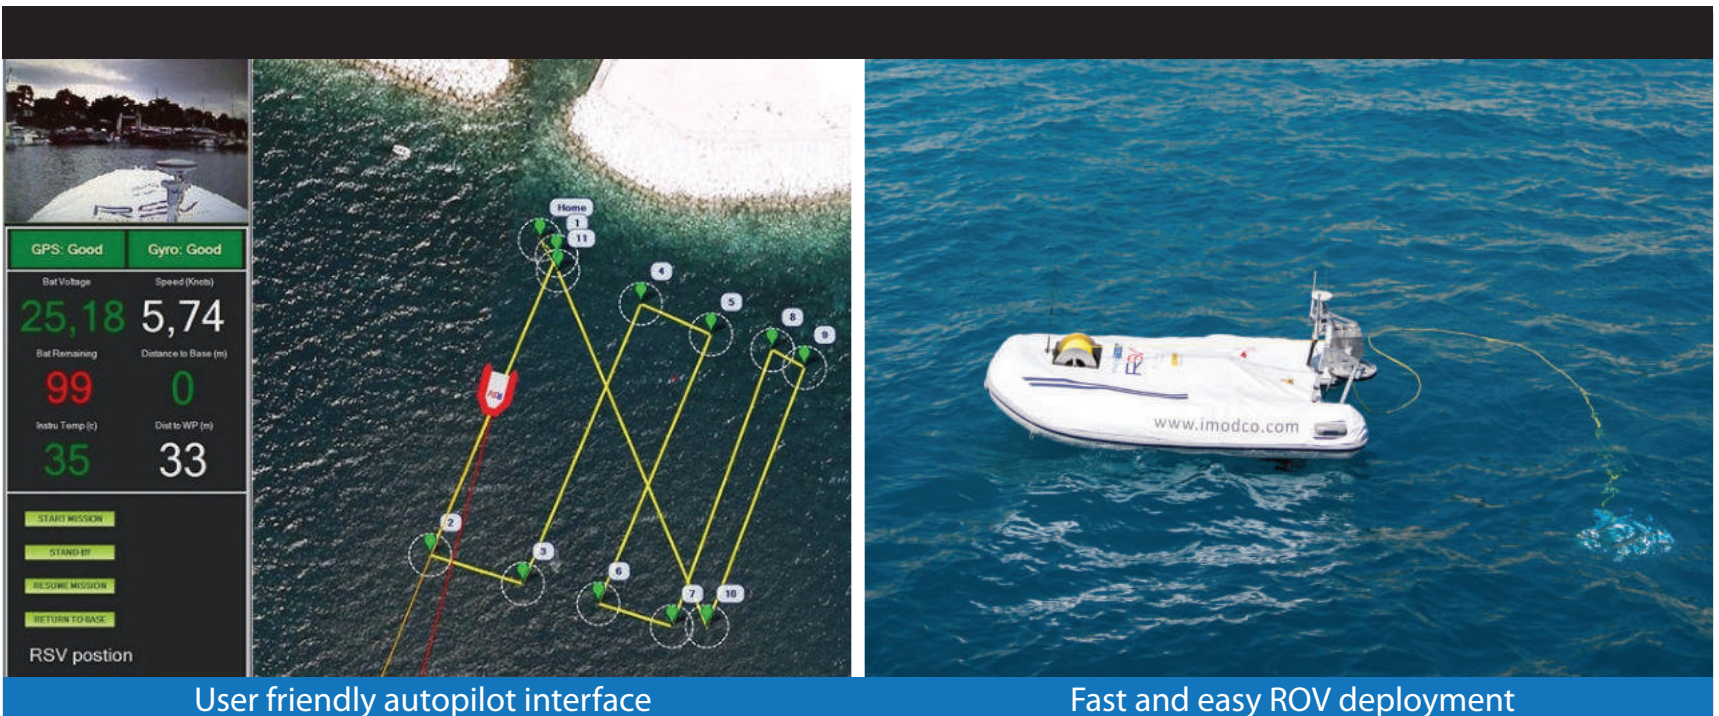 GPS: Good
Gyro: Good
Bat Voltage
Speed (Knots)
25,18
5,74
Bat Remaining
Distance to Base (m)
99
0
Instru Temp (c)
Dist to WP (m)
35
33
START MISSION
STAND-BY
RESUME MISSION
RETURN TO BASE
RSV postion
Home
1
11
4
5
8
9
RSV
2
3
6
7
10
User friendly autopilot interface
RSV
www.imodco.com
Fast and easy ROV deployment